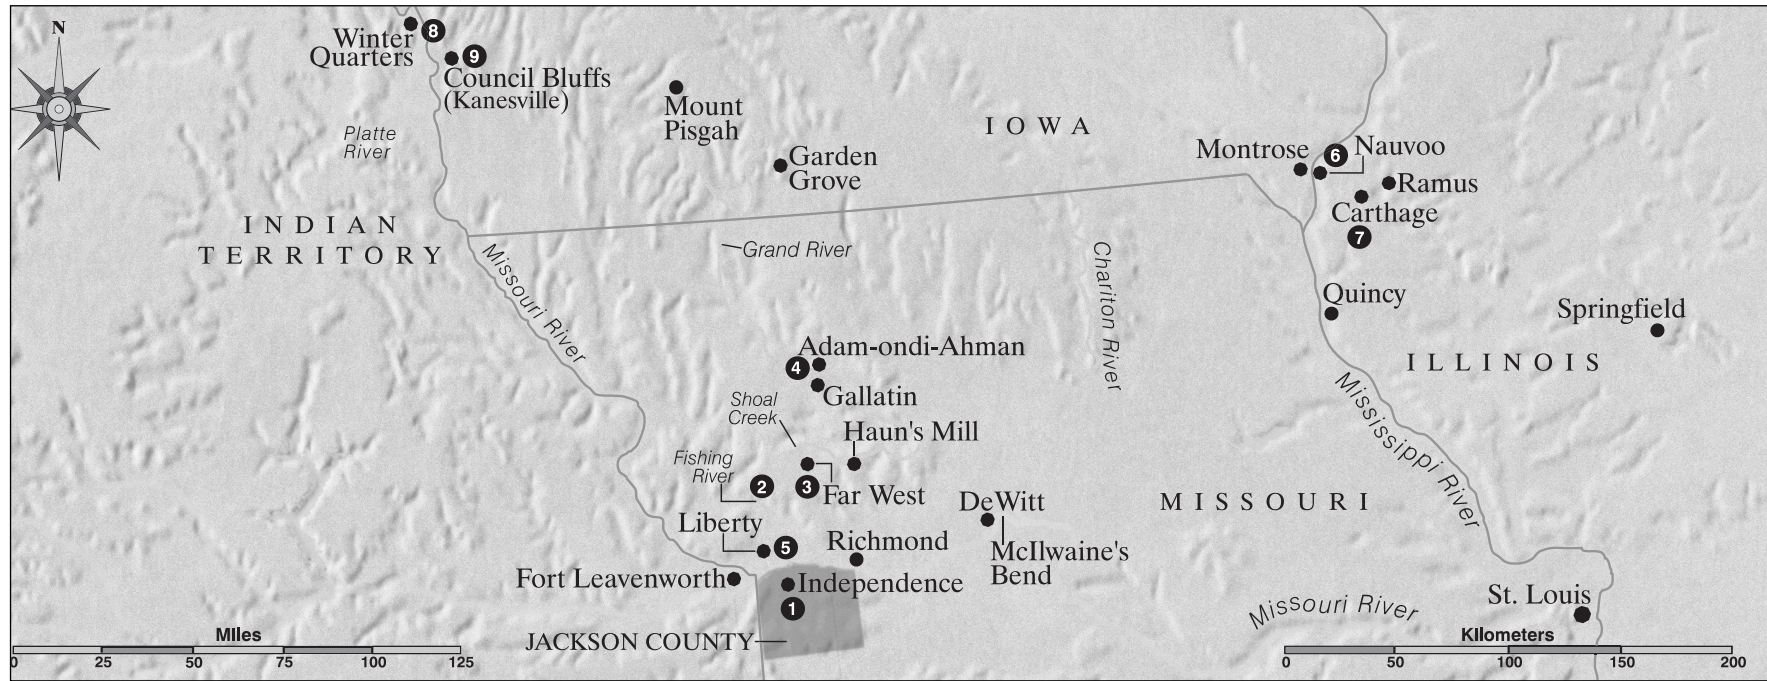 N
Winter
Quarters
8
9
Council Bluffs
(Kanesville)
Mount
Pisgah
IOWA
Montrose
6
Nauvoo
Ramus
Carthage
7
Platte
River
Garden
Grove
INDIAN
TERRITORY
Missouri River
Grand River
Chariton River
Quincy
Springfield
ILLINOIS
Mississippi River
Adam-ondi-Ahman
4
Gallatin
Shoal
Creek
Haun's Mill
Fishing
River
2
3
Far West
DeWitt
MISSOURI
Liberty
5
Richmond
McIlwaine's
Bend
Fort Leavenworth
Independence
1
St. Louis
Missouri River
JACKSON COUNTY
MIles
0 25 50 75 100 125
KIlometers
0 50 100 150 200